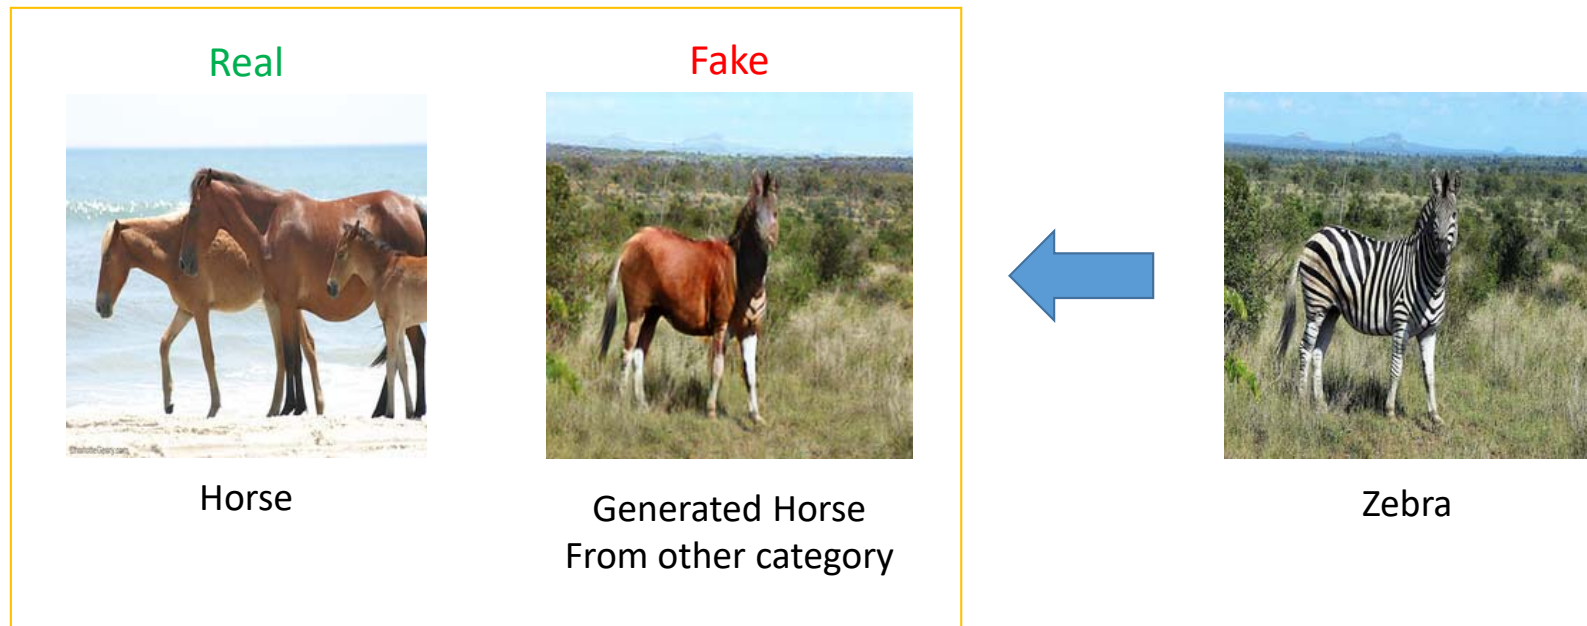 Real
Fake
Horse
Generated Horse
From other category
Zebra